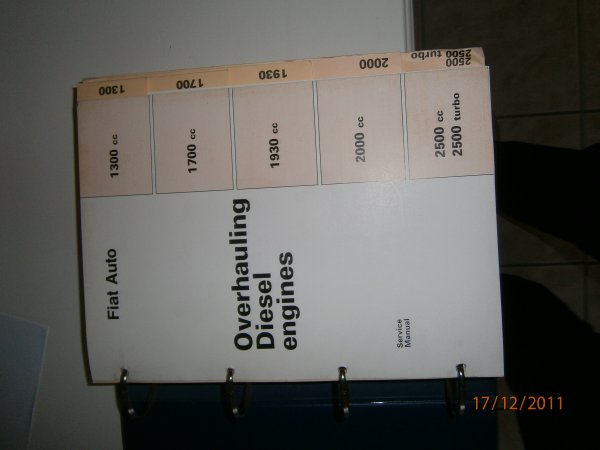 Fiat Auto
Overhauling
Diesel
engines
Service
Manual
1300 cc
1700 cc
1930 cc
2000 cc
2500 cc
2500 turbo
1300
1700
1930
2000
2500
2500 turbo
17/12/2011